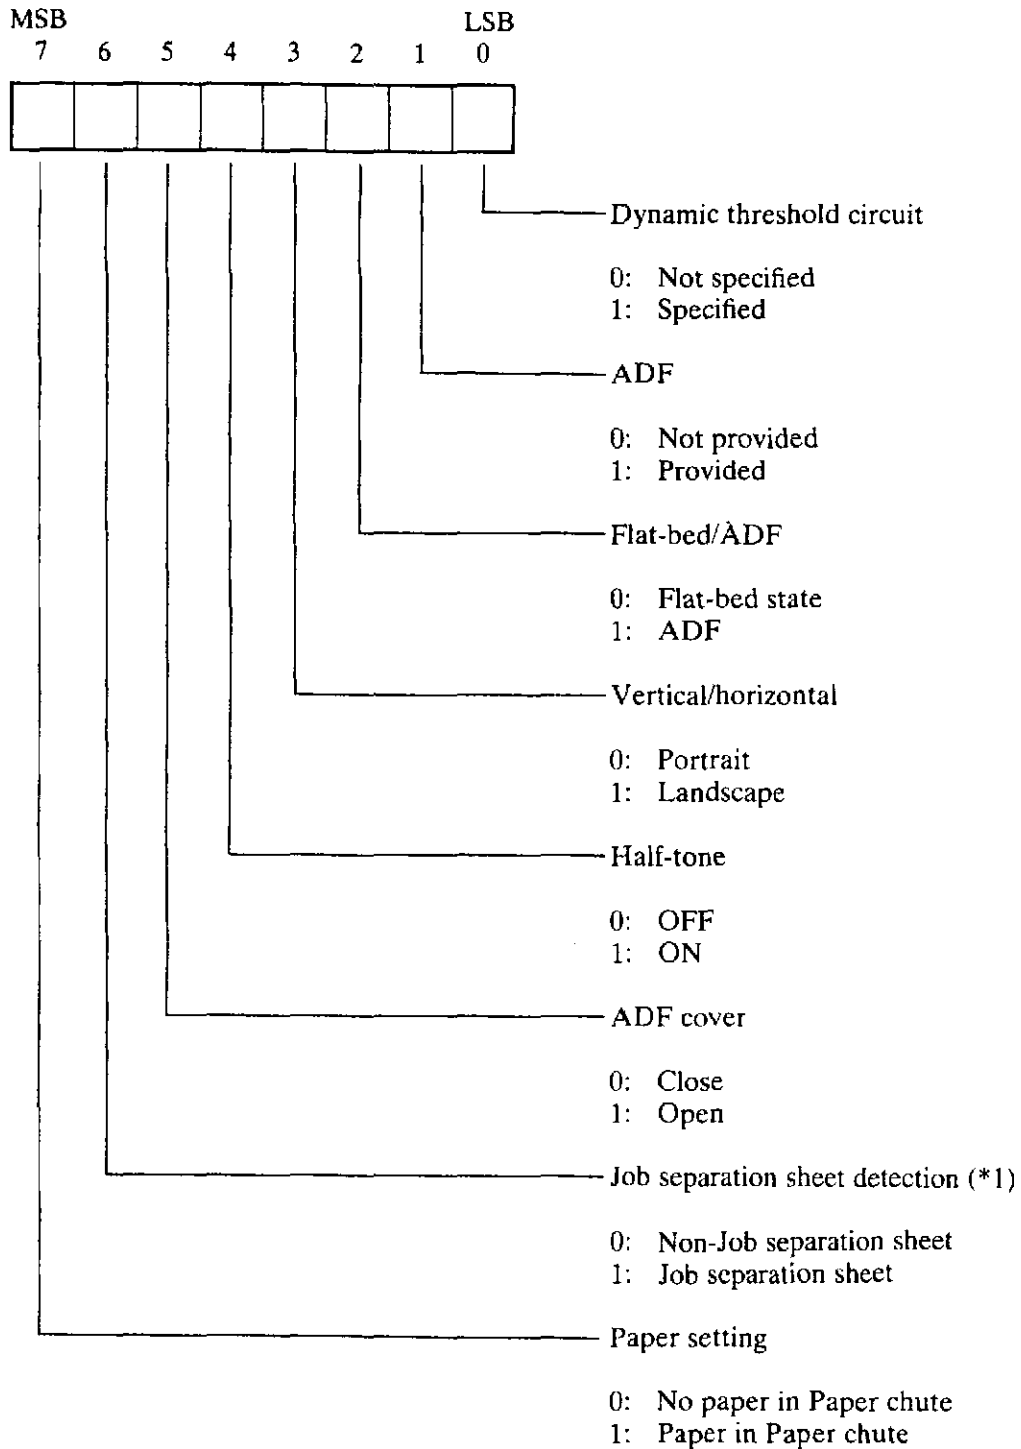 MSB LSB
7 6 5 4 3 2 1 0
Dynamic threshold circuit
0: Not specified
1: Specified
ADF
0: Not provided
1: Provided
Flat-bed/ADF
0: Flat-bed state
1: ADF
Vertical/horizontal
0: Portrait
1: Landscape
Half-tone
0: OFF
1: ON
ADF cover
0: Close
1: Open
Job separation sheet detection (*1)
0: Non-Job separation sheet
1: Job separation sheet
Paper setting
0: No paper in Paper chute
1: Paper in Paper chute